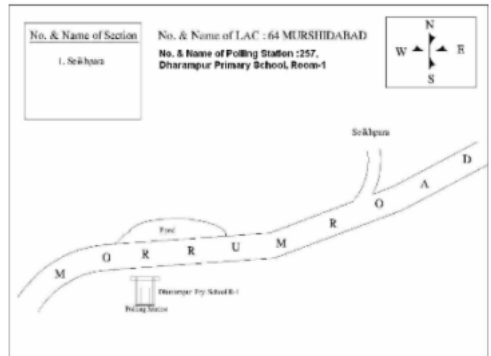 No. & Name of Section
1. Seikhpara
No. & Name of LAC : 64 MURSHIDABAD
No. & Name of Polling Station :257,
Dharampur Primary School, Room-1
N
W E
S
Seikhpara
Pond
M O R R U M R O A D
Dharampur Pry. School R-1
Polling Station